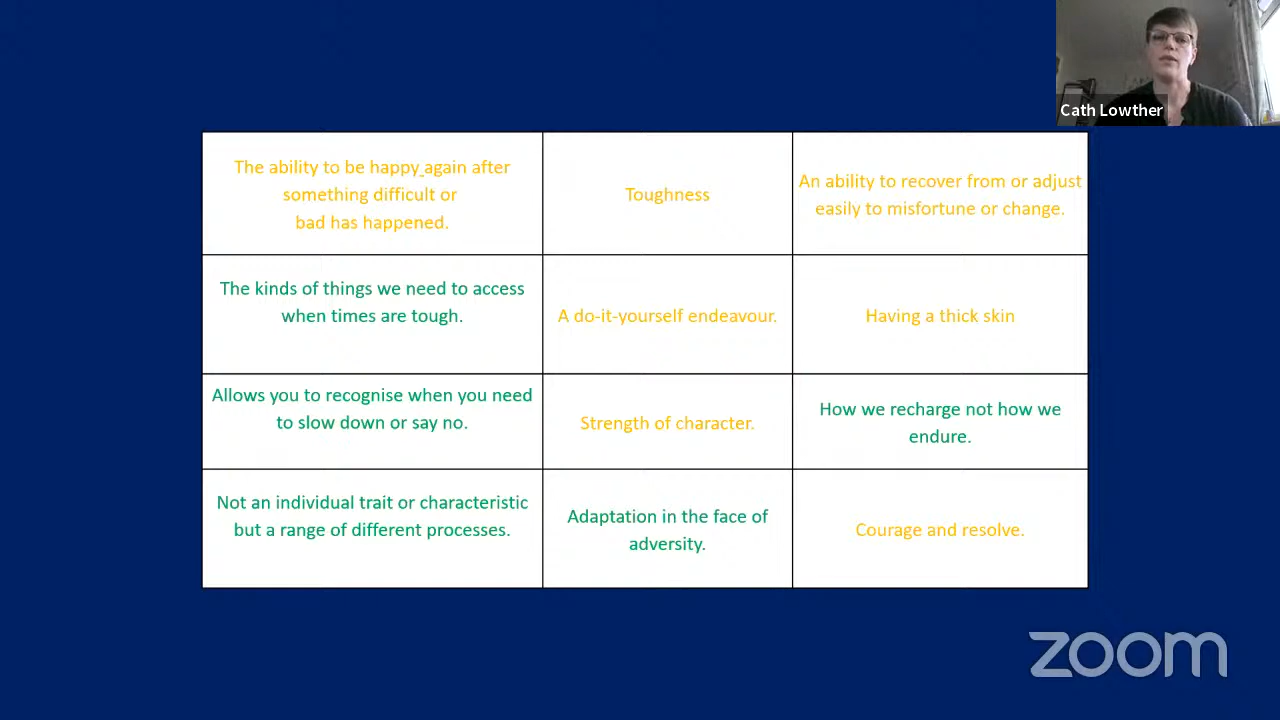 Cath Lowther
The ability to be happy again after
something difficult or
bad has happened.
Toughness
An ability to recover from or adjust
easily to misfortune or change.
The kinds of things we need to access
when times are tough.
A do-it-yourself endeavour.
Having a thick skin
Allows you to recognise when you need
to slow down or say no.
Strength of character.
How we recharge not how we
endure.
Not an individual trait or characteristic
but a range of different processes.
Adaptation in the face of
adversity.
Courage and resolve.
zoom